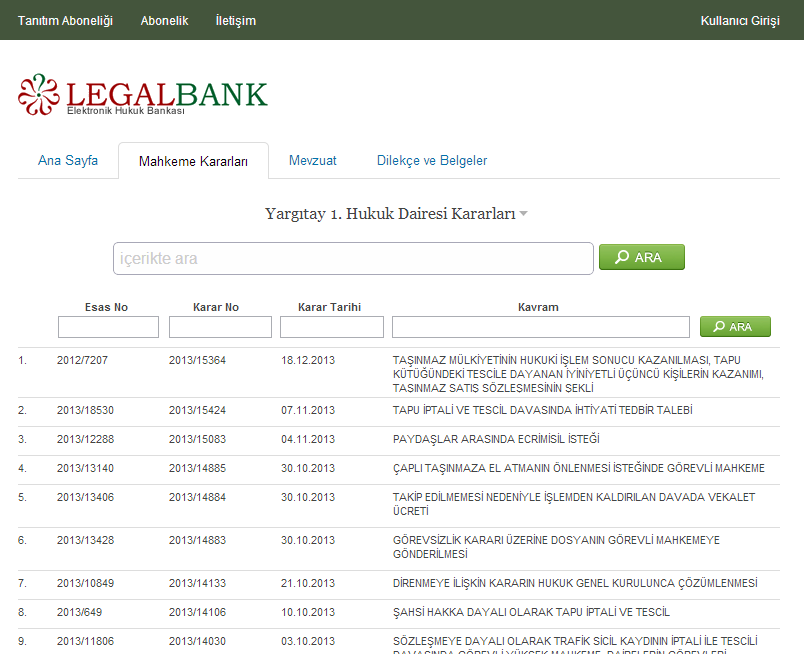 Tanıtım Aboneliği Abonelik İletişim Kullanıcı Girişi
LEGALBANK
Elektronik Hukuk Bankası
Ana Sayfa Mahkeme Kararları Mevzuat Dilekçe ve Belgeler
Yargıtay 1. Hukuk Dairesi Kararları
içerikte ara ARA
Esas No Karar No Karar Tarihi Kavram
ARA
1. 2012/7207 2013/15364 18.12.2013 TAŞINMAZ MÜLKİYETİNİN HUKUKİ İŞLEM SONUCU KAZANILMASI, TAPU
KÜTÜĞÜNDEKİ TESCİLE DAYANAN İYİNİYETLİ ÜÇÜNCÜ KİŞİLERİN KAZANIMI,
TAŞINMAZ SATIŞ SÖZLEŞMESİNİN ŞEKLİ
2. 2013/18530 2013/15424 07.11.2013 TAPU İPTALİ VE TESCİL DAVASINDA İHTİYATİ TEDBİR TALEBİ
3. 2013/12288 2013/15083 04.11.2013 PAYDAŞLAR ARASINDA ECRİMİSİL İSTEĞİ
4. 2013/13140 2013/14885 30.10.2013 ÇAPLI TAŞINMAZA EL ATMANIN ÖNLENMESİ İSTEĞİNDE GÖREVLİ MAHKEME
5. 2013/13406 2013/14884 30.10.2013 TAKİP EDİLMEMESİ NEDENİYLE İŞLEMDEN KALDIRILAN DAVADA VEKALET
ÜCRETİ
6. 2013/13428 2013/14883 30.10.2013 GÖREVSİZLİK KARARI ÜZERİNE DOSYANIN GÖREVLİ MAHKEMEYE
GÖNDERİLMESİ
7. 2013/10849 2013/14133 21.10.2013 DİRENMEYE İLİŞKİN KARARIN HUKUK GENEL KURULUNCA ÇÖZÜMLENMESİ
8. 2013/649 2013/14106 10.10.2013 ŞAHSİ HAKKA DAYALI OLARAK TAPU İPTALİ VE TESCİL
9. 2013/11806 2013/14030 03.10.2013 SÖZLEŞMEYE DAYALI OLARAK TRAFİK SİCİL KAYDININ İPTALİ İLE TESCİLİ
DAVASINDA GÖREVLİ YÜKSEK MAHKEME, DAİRELERİN GÖREVLERİ